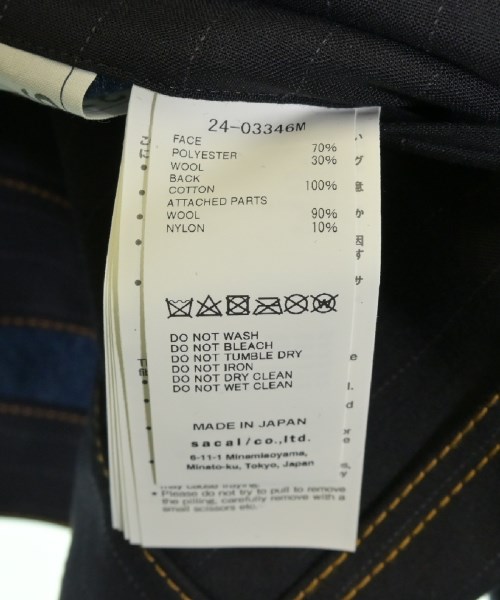 24-03346M
FACE
POLYESTER 70%
WOOL 30%
BACK
COTTON 100%
ATTACHED PARTS
WOOL 90%
NYLON 10%
DO NOT WASH
DO NOT BLEACH
DO NOT TUMBLE DRY
DO NOT IRON
DO NOT DRY CLEAN
DO NOT WET CLEAN
MADE IN JAPAN
sacai/co.,ltd.
6-11-1 Minamiaoyama,
Minato-ku, Tokyo, Japan
• Please do not try to pull to remove
the pilling, carefully remove with a
small scissors etc.